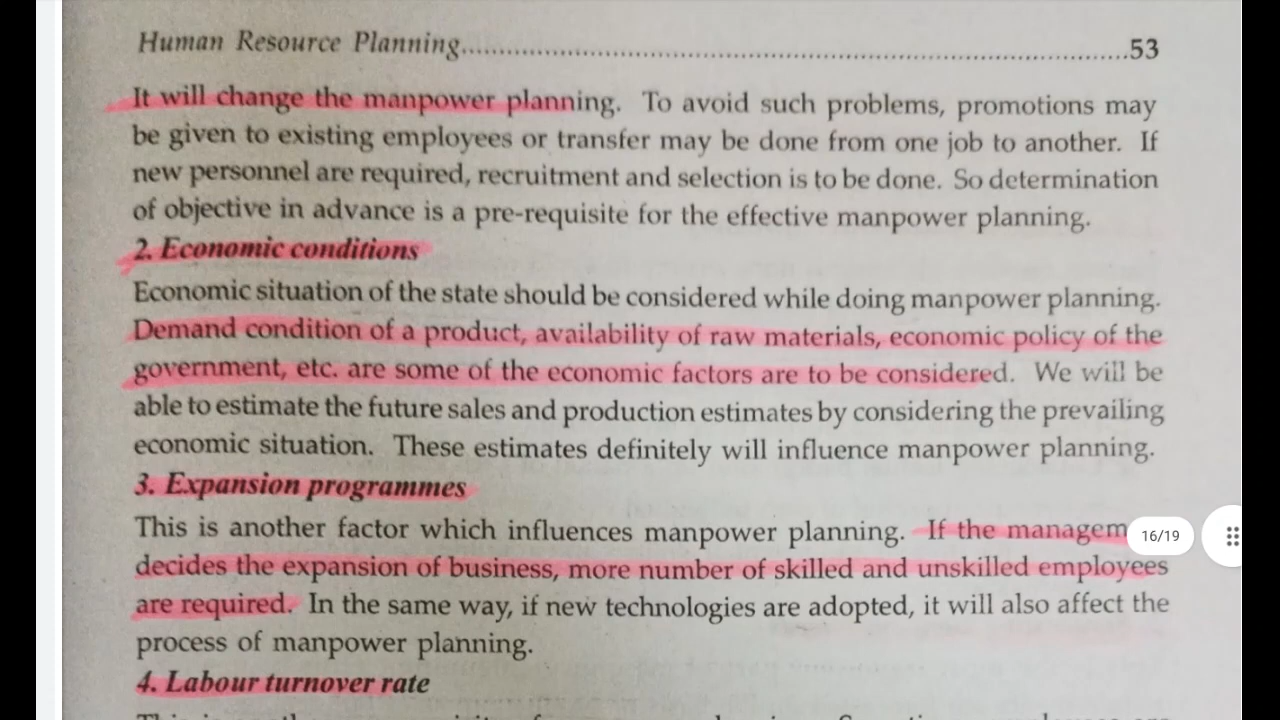 Human Resource Planning..........................................................................................53
It will change the manpower planning. To avoid such problems, promotions may
be given to existing employees or transfer may be done from one job to another. If
new personnel are required, recruitment and selection is to be done. So determination
of objective in advance is a pre-requisite for the effective manpower planning.
2. Economic conditions
Economic situation of the state should be considered while doing manpower planning.
Demand condition of a product, availability of raw materials, economic policy of the
government, etc. are some of the economic factors are to be considered. We will be
able to estimate the future sales and production estimates by considering the prevailing
economic situation. These estimates definitely will influence manpower planning.
3. Expansion programmes
This is another factor which influences manpower planning. If the managem
16/19
decides the expansion of business, more number of skilled and unskilled employees
are required. In the same way, if new technologies are adopted, it will also affect the
process of manpower planning.
4. Labour turnover rate